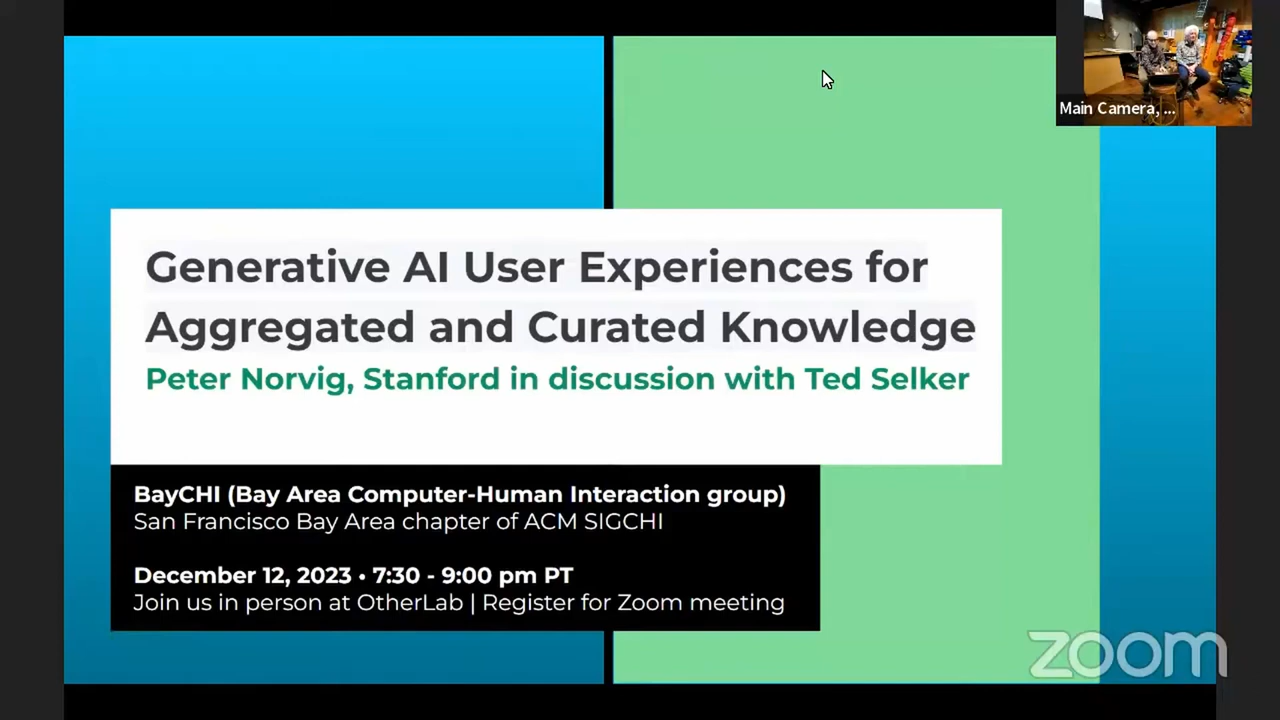 Main Camera, ...
Generative AI User Experiences for
Aggregated and Curated Knowledge
Peter Norvig, Stanford in discussion with Ted Selker
BayCHI (Bay Area Computer-Human Interaction group)
San Francisco Bay Area chapter of ACM SIGCHI
December 12, 2023 • 7:30 - 9:00 pm PT
Join us in person at OtherLab | Register for Zoom meeting
zoom